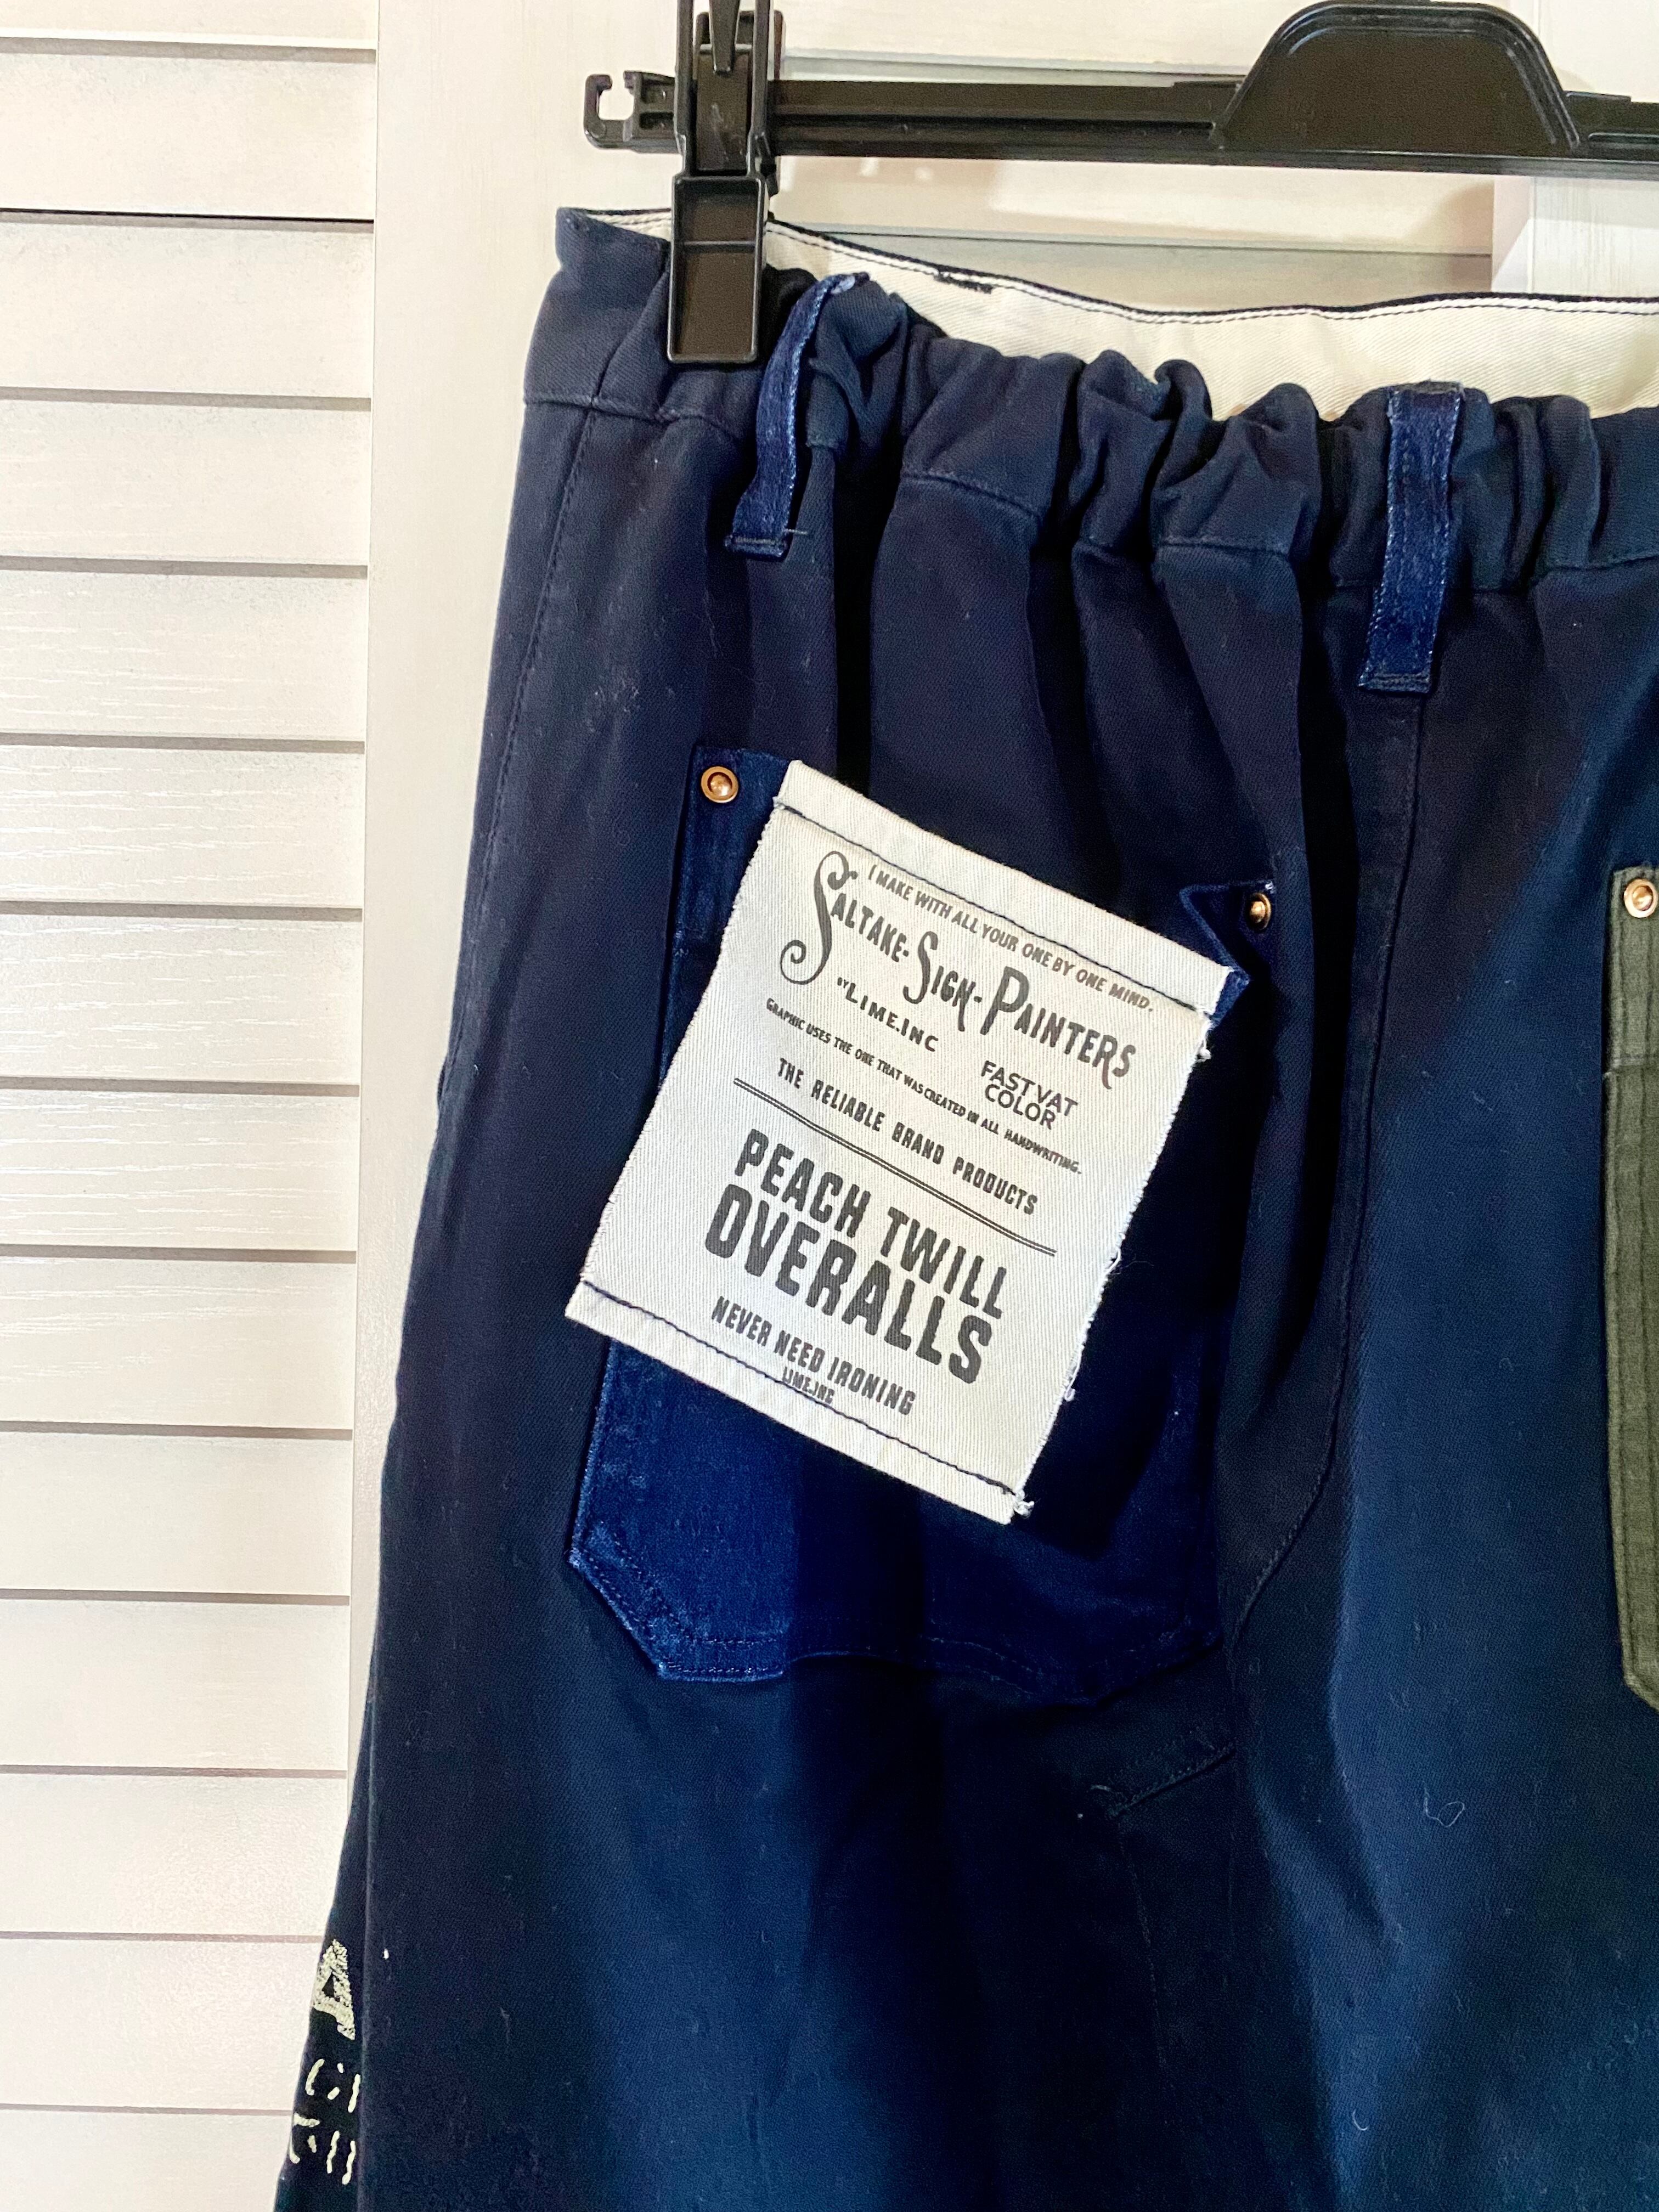 I MAKE WITH ALL YOUR ONE BY ONE MIND.
SALTAKE-SIGN-PAINTERS
BY LIME.INC
FAST VAT
COLOR
GRAPHIC USES THE ONE THAT WAS CREATED IN ALL HANDWRITING.
THE RELIABLE BRAND PRODUCTS
PEACH TWILL
OVERALLS
NEVER NEED IRONING
LIME.INC
A